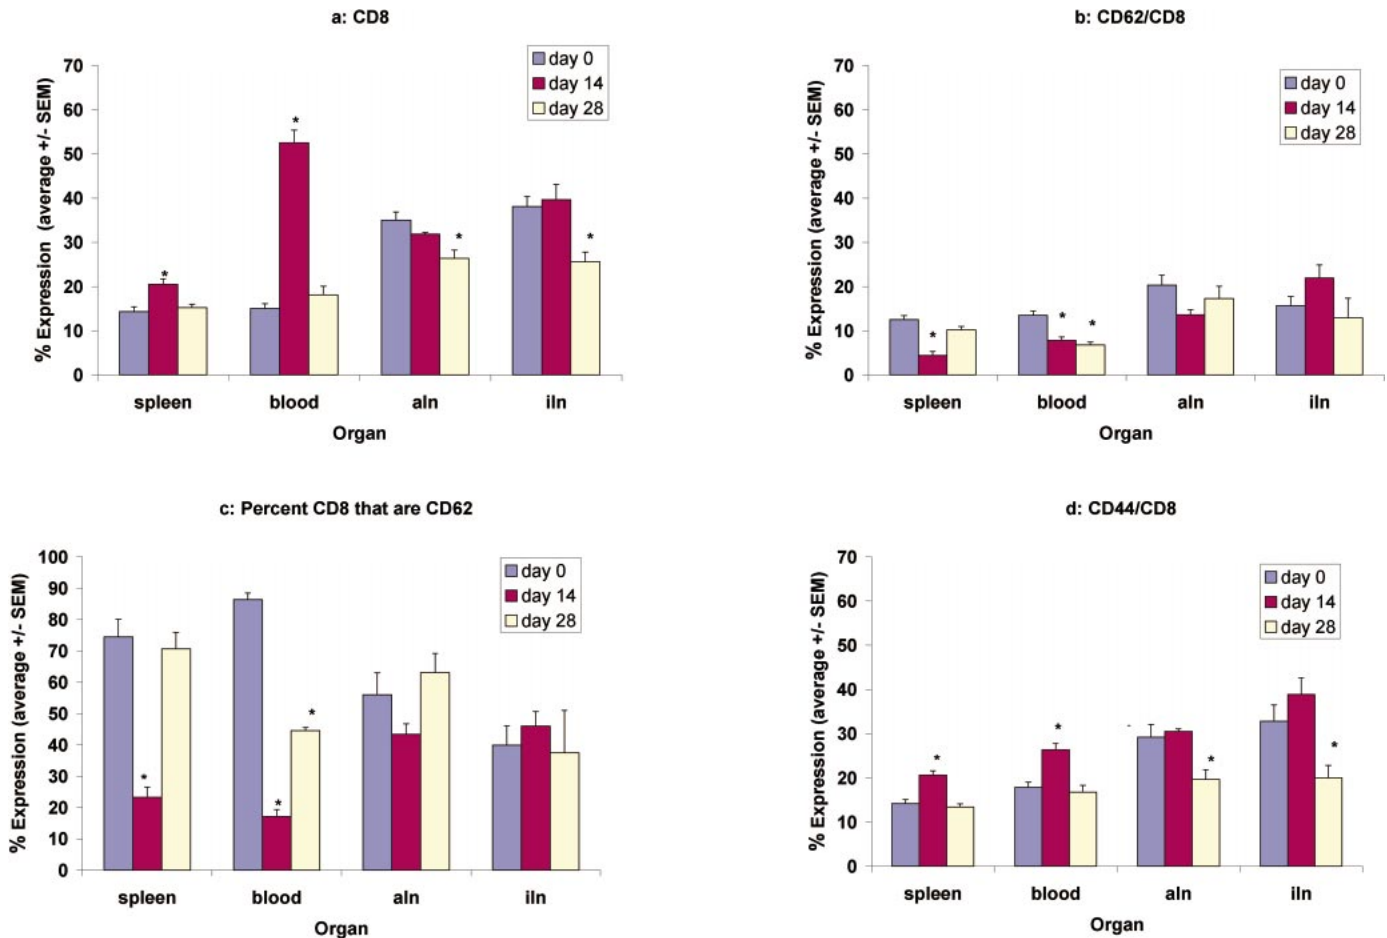 a: CD8
% Expression (average +/- SEM)
70
60
50
40
30
20
10
0
day 0
day 14
day 28
*
*
*
*
spleen blood aln iln
Organ
b: CD62/CD8
% Expression (average +/- SEM)
70
60
50
40
30
20
10
0
day 0
day 14
day 28
*
*
*
spleen blood aln iln
Organ
c: Percent CD8 that are CD62
% Expression (average +/- SEM)
100
90
80
70
60
50
40
30
20
10
0
day 0
day 14
day 28
*
*
*
spleen blood aln iln
Organ
d: CD44/CD8
% Expression (average +/- SEM)
70
60
50
40
30
20
10
0
day 0
day 14
day 28
*
*
*
*
spleen blood aln iln
Organ